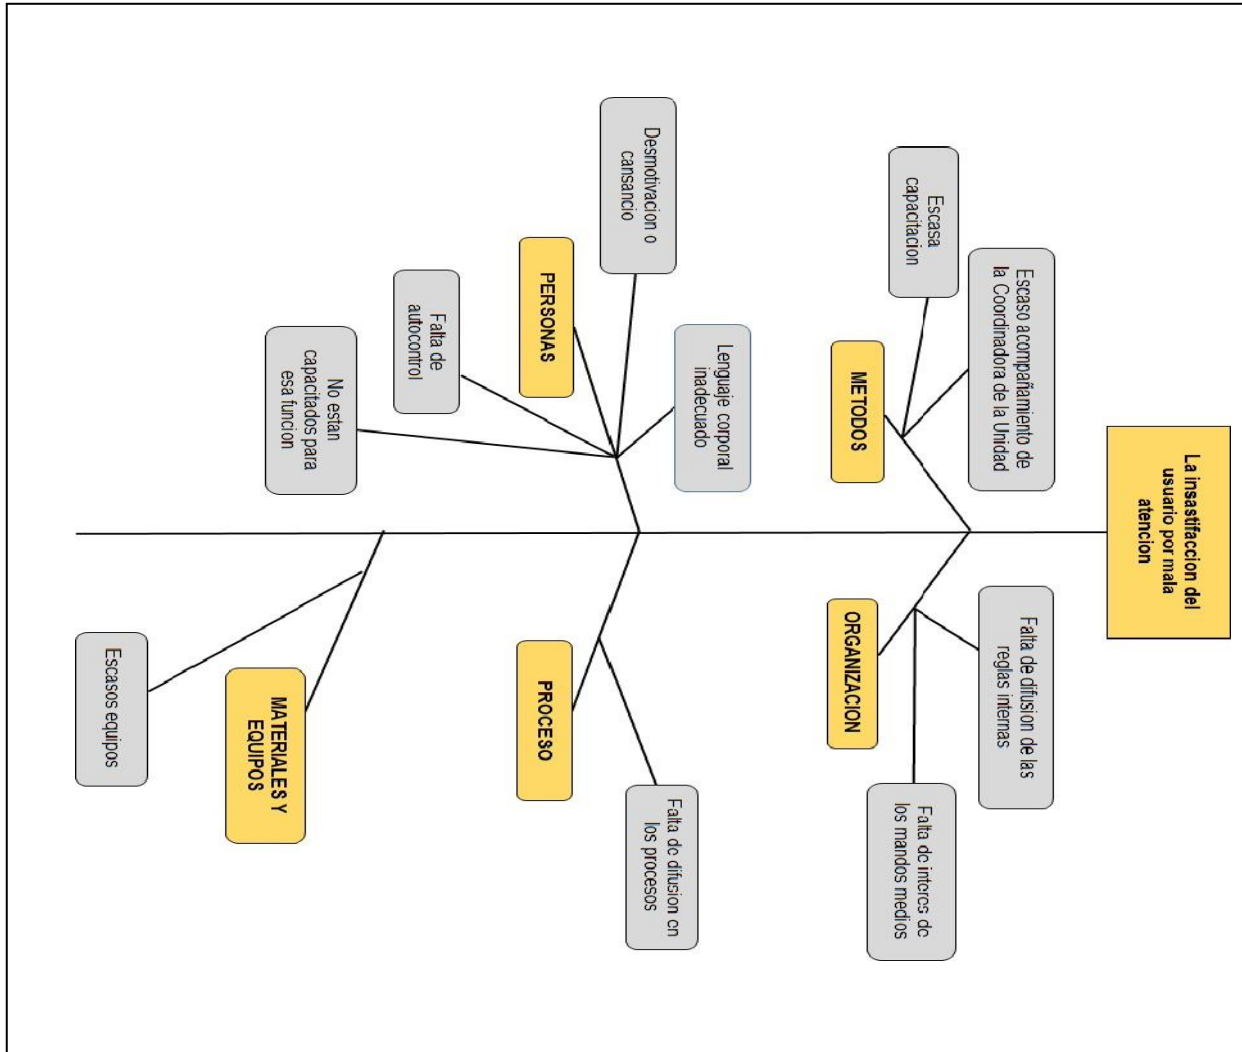 La insastifaccion del
usuario por mala
atencion
Escaso acompañamiento de
la Coordinadora de la Unidad
Escasa
capacitacion
METODOS
Falta de difusion de las
reglas internas
Falta de interes de
los mandos medios
ORGANIZACION
Lenguaje corporal
inadecuado
Desmotivacion o
cansancio
PERSONAS
Falta de
autocontrol
No estan
capacitados para
esa funcion
Falta de difusion en
los procesos
PROCESO
MATERIALES Y
EQUIPOS
Escasos equipos